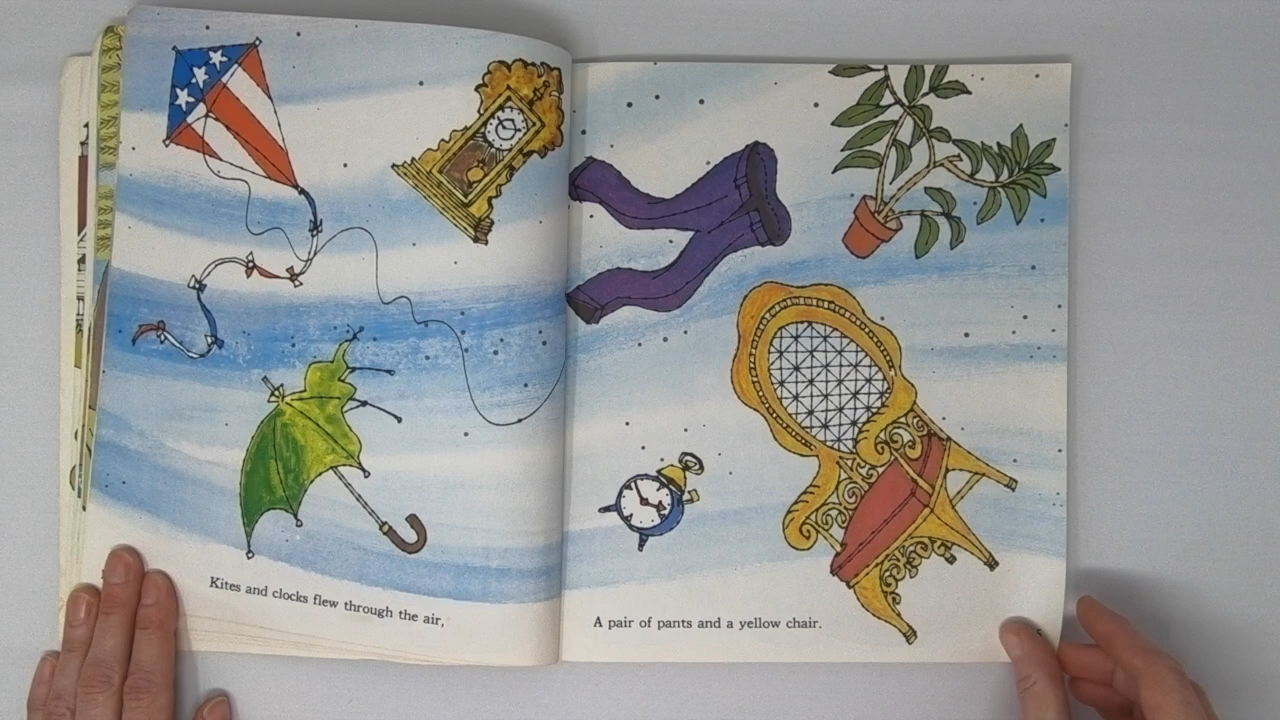 Kites and clocks flew through the air,
A pair of pants and a yellow chair.